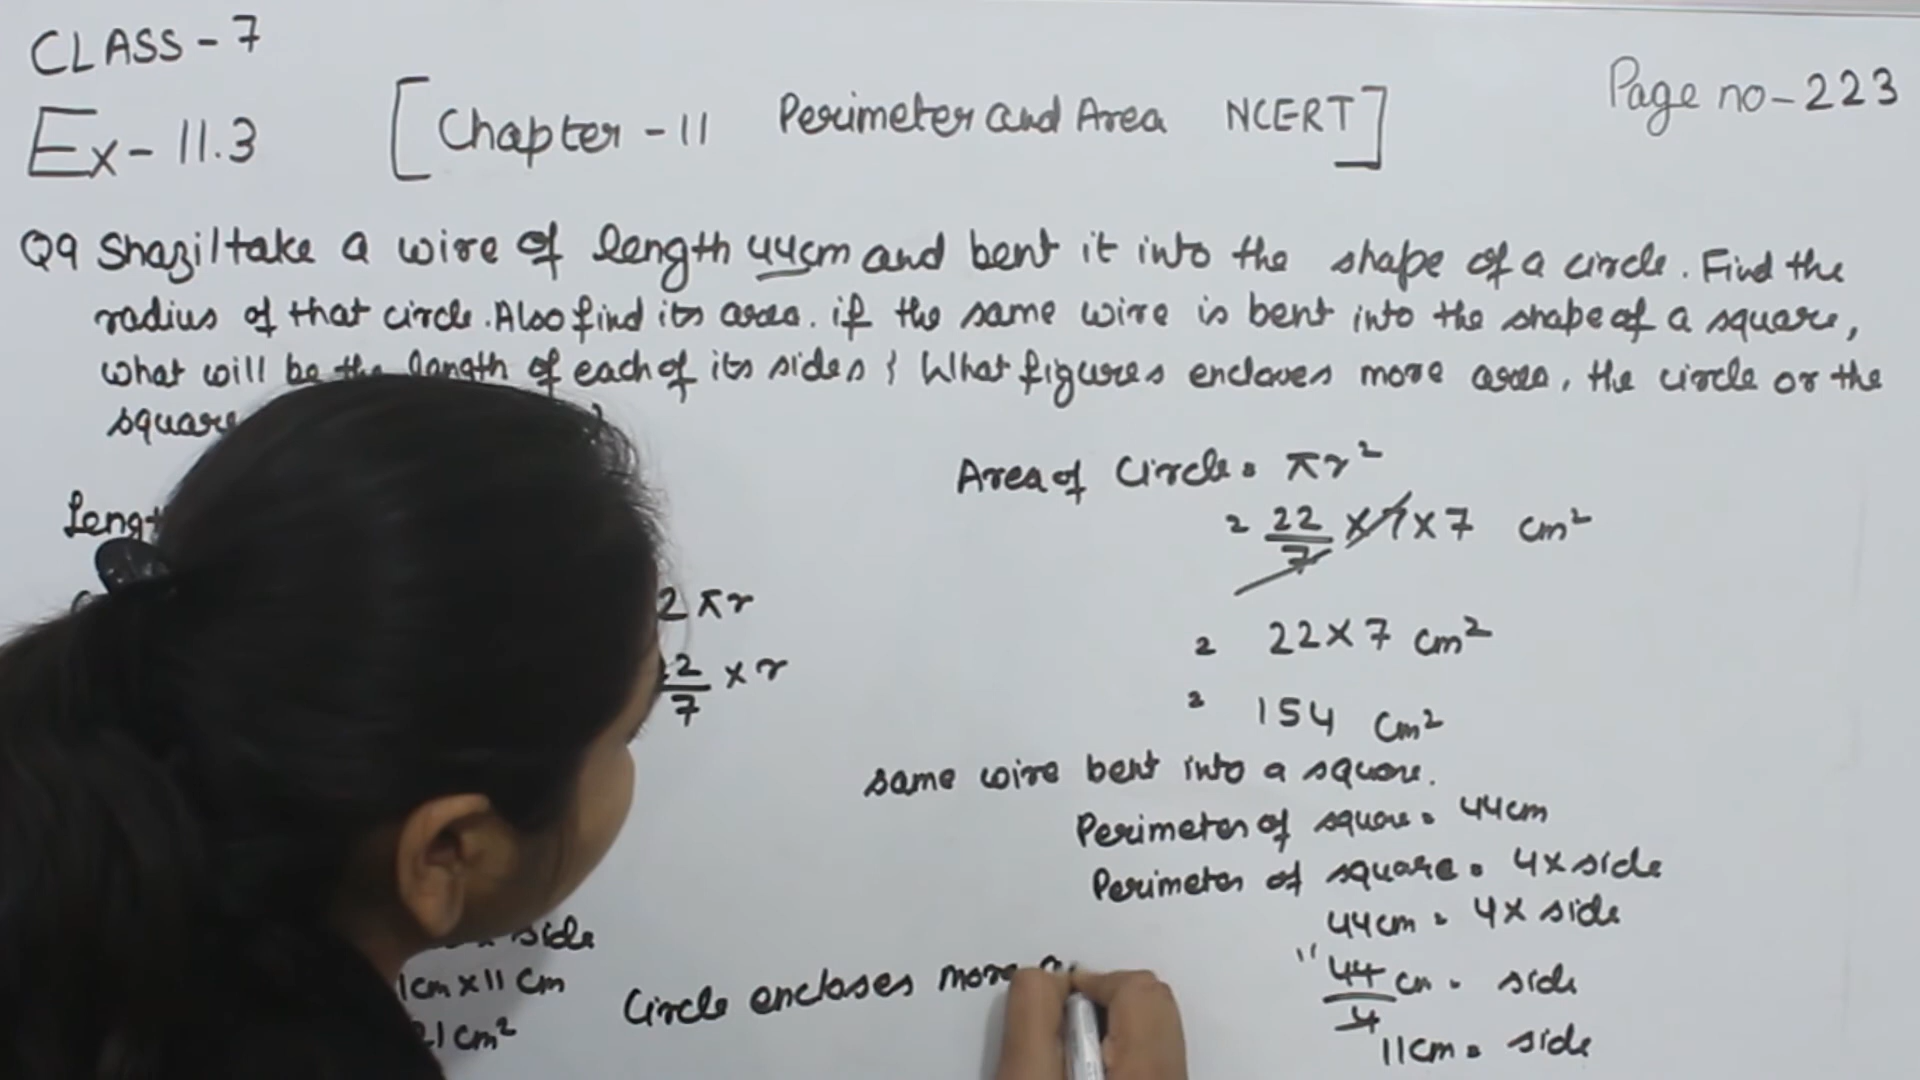 CLASS - 7
Ex - 11.3
[Chapter - 11 Perimeter and Area NCERT]
Page no - 223
Q9 Shazil take a wire of length 44cm and bent it into the shape of a circle. Find the
radius of that circle. Also find its area. if the same wire is bent into the shape of a square,
what will be the length of each of its sides ? What figures encloves more area, the circle or the
square
Leng
2πr
2/7 × r
side
1cm × 11 cm
21 cm²
Area of Circle = πr²
= 22/7 × 7 × 7 cm²
= 22 × 7 cm²
= 154 cm²
same wire bent into a square.
Perimeter of square = 44cm
Perimeter of square = 4 × side
44cm = 4 × side
11 44/4 cm = side
11cm = side
Circle encloses more